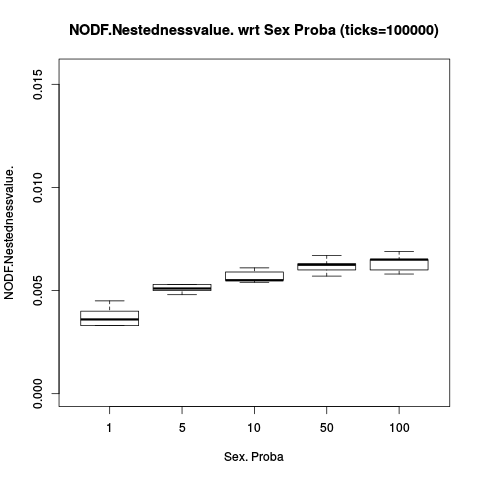 NODF.Nestednessvalue. wrt Sex Proba (ticks=100000)
NODF.Nestednessvalue.
0.015
0.010
0.005
0.000
1 5 10 50 100
Sex. Proba